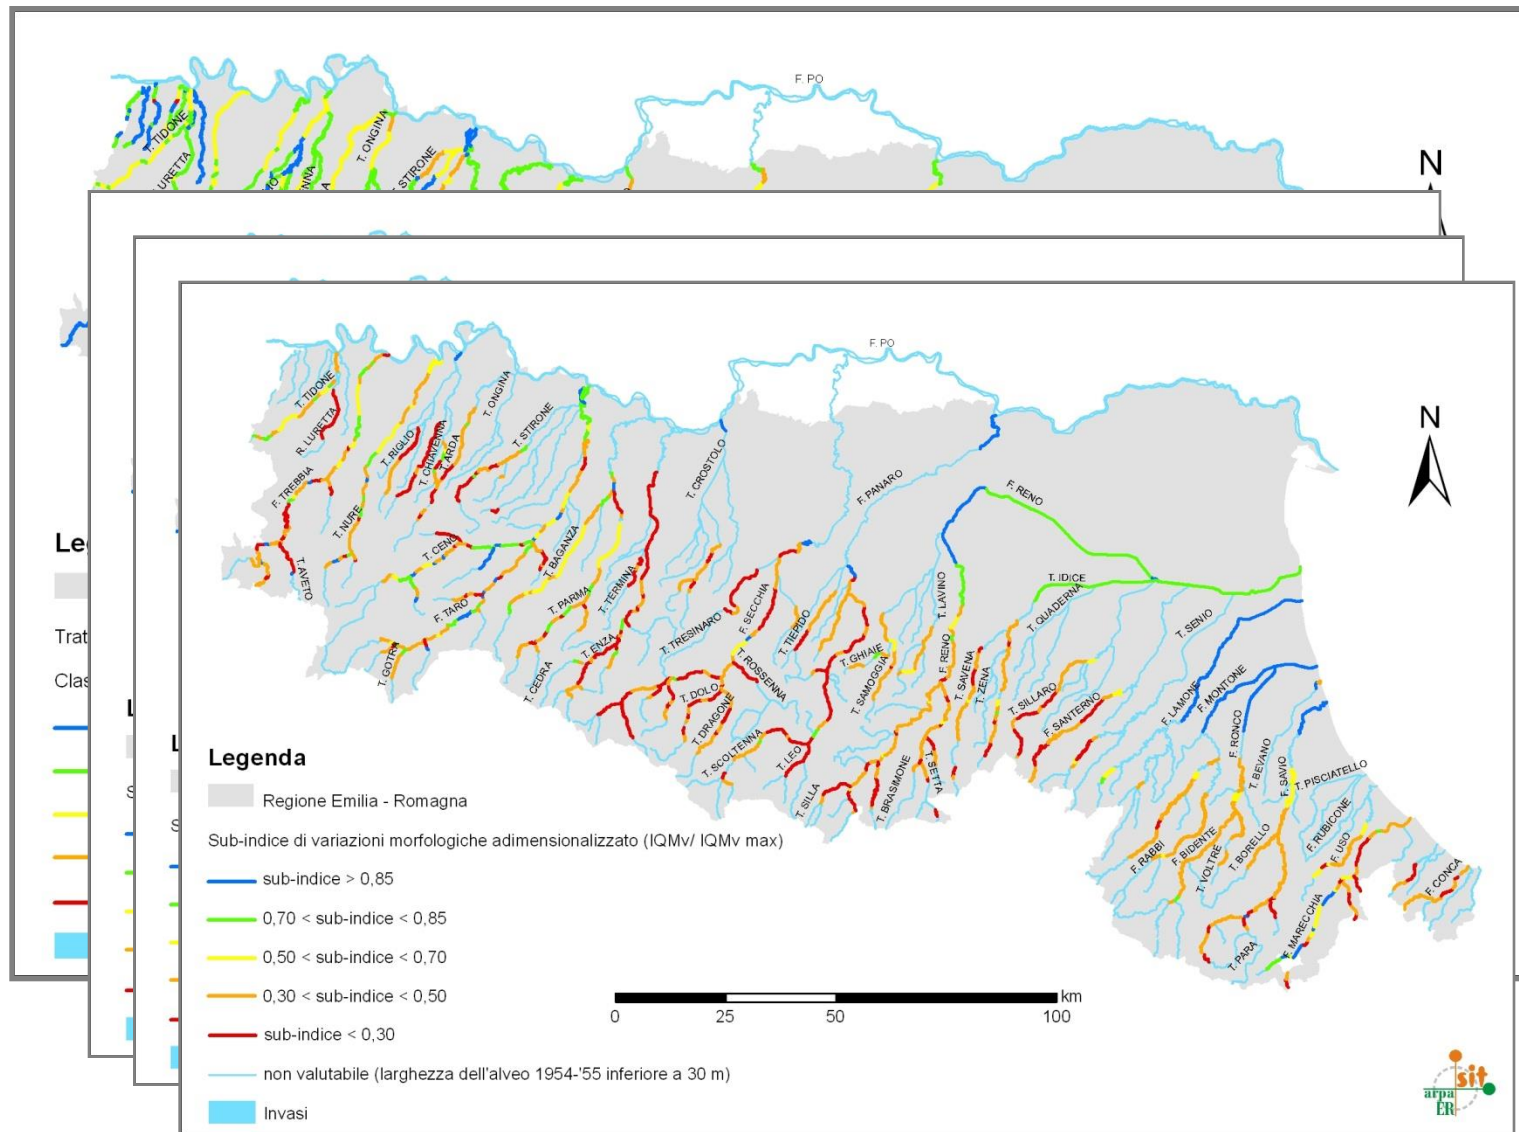 F. PO
T. TIDONE
LURETTA
T. ONGINA
STIRONE
N
Le
Trat
Clas
L
S
L
S
F. PO
N
T. TIDONE
R. LURETTA
T. RIGLIO
T. CHIAVENNA
T. ARDA
T. ONGINA
T. STIRONE
F. TREBBIA
T. NURE
T. AVETO
T. CENO
T. BAGANZA
F. TARO
T. GOTRA
T. PARMA
T. TERMINA
T. ENZA
T. CEDRA
T. CROSTOLO
T. TRESINARO
F. SECCHIA
T. ROSSENNA
T. DOLO
T. DRAGONE
T. SCOLTENNA
T. LEO
T. TIEPIDO
F. PANARO
T. GHIAIE
T. SAMOGGIA
T. LAVINO
F. RENO
F. RENO
T. SAVENA
T. ZENA
T. IDICE
T. QUADERNA
T. SILLA
T. BRASIMONE
T. SETTA
T. SILLARO
F. SANTERNO
T. SENIO
F. LAMONE
F. MONTONE
F. RONCO
T. BEVANO
F. SAVIO
T. PISCIATELLO
F. RABBI
F. BIDENTE
T. VOLTRE
T. BORELLO
F. RUBICONE
F. USO
F. MARECCHIA
T. PARA
F. CONCA
Legenda
Regione Emilia - Romagna
Sub-indice di variazioni morfologiche adimensionalizzato (IQMv/ IQMv max)
sub-indice > 0,85
0,70 < sub-indice < 0,85
0,50 < sub-indice < 0,70
0,30 < sub-indice < 0,50
sub-indice < 0,30
non valutabile (larghezza dell'alveo 1954-'55 inferiore a 30 m)
Invasi
km
0 25 50 100
sit
arpa
ER